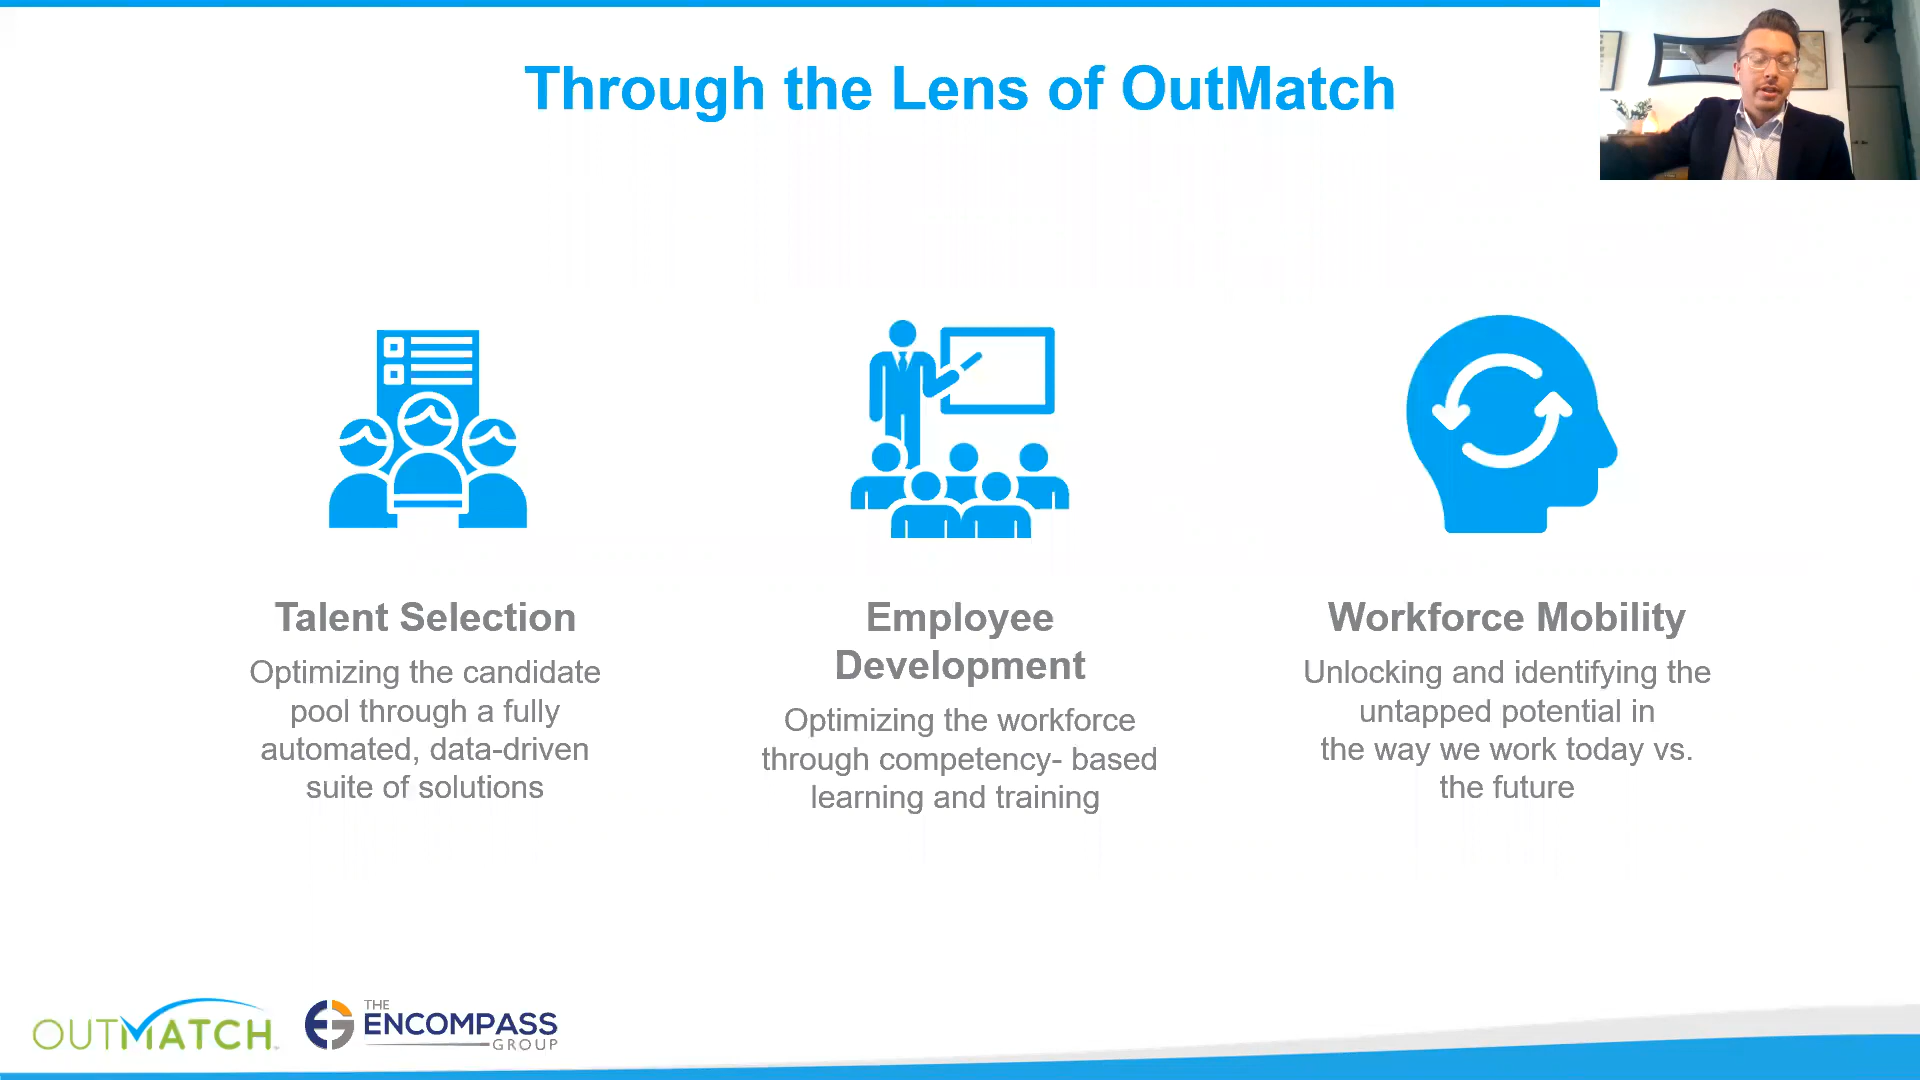 Through the Lens of OutMatch
Talent Selection
Optimizing the candidate
pool through a fully
automated, data-driven
suite of solutions
Employee
Development
Optimizing the workforce
through competency- based
learning and training
Workforce Mobility
Unlocking and identifying the
untapped potential in
the way we work today vs.
the future
OUTMATCH
THE
ENCOMPASS
GROUP